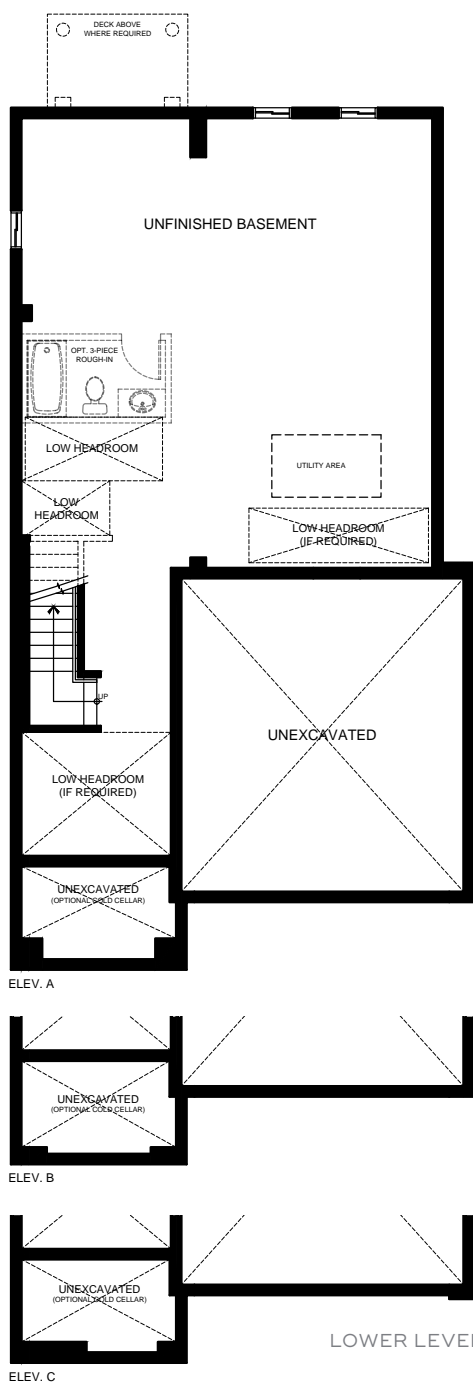 DECK ABOVE
WHERE REQUIRED
UNFINISHED BASEMENT
OPT. 3-PIECE
ROUGH-IN
LOW HEADROOM
UTILITY AREA
LOW
HEADROOM
LOW HEADROOM
(IF REQUIRED)
UP
UNEXCAVATED
LOW HEADROOM
(IF REQUIRED)
UNEXCAVATED
(OPTIONAL COLD CELLAR)
ELEV. A
UNEXCAVATED
(OPTIONAL COLD CELLAR)
ELEV. B
UNEXCAVATED
(OPTIONAL COLD CELLAR)
LOWER LEVEL
ELEV. C